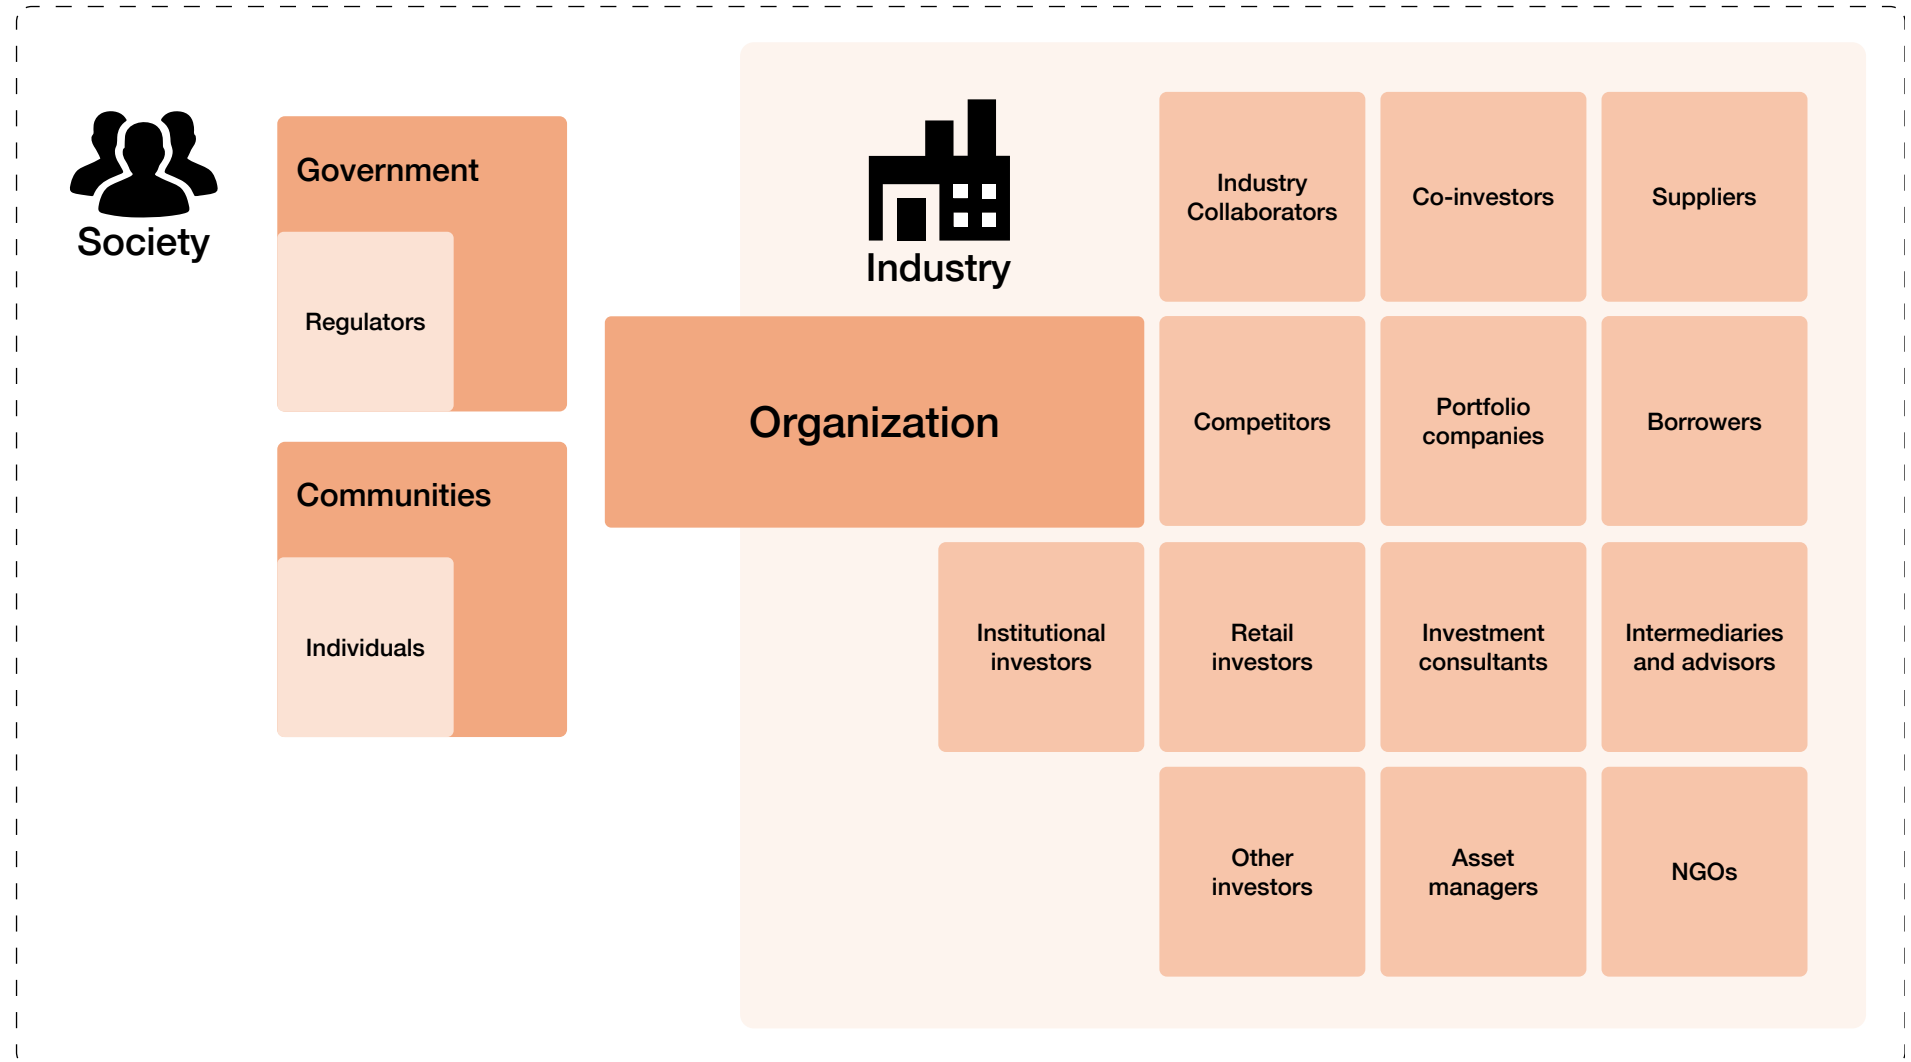 Society
Government
Regulators
Communities
Individuals
Industry
Organization
Industry
Collaborators
Co-investors
Suppliers
Competitors
Portfolio
companies
Borrowers
Institutional
investors
Retail
investors
Investment
consultants
Intermediaries
and advisors
Other
investors
Asset
managers
NGOs